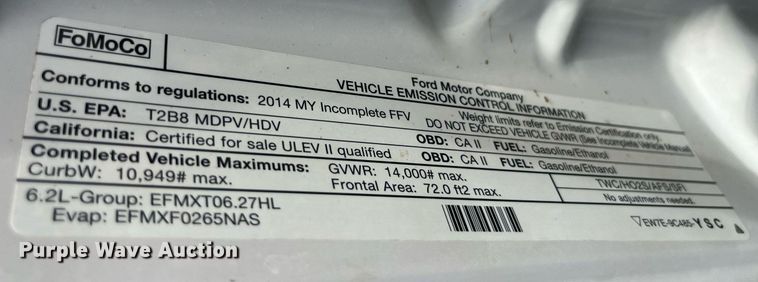 FoMoCo
Ford Motor Company
VEHICLE EMISSION CONTROL INFORMATION
Conforms to regulations: 2014 MY Incomplete FFV
Weight limits refer to Emission Certification only.
DO NOT EXCEED VEHICLE GVWR (See Incomplete Vehicle Manual
U.S. EPA: T2B8 MDPV/HDV OBD: CA II FUEL: Gasoline/Ethanol
California: Certified for sale ULEV II qualified OBD: CA II FUEL: Gasoline/Ethanol
Completed Vehicle Maximums: GVWR: 14,000# max.
CurbW: 10,949# max. Frontal Area: 72.0 ft2 max.
TWC/HO2S/AFS/SFI
No adjustments needed.
6.2L-Group: EFMXT06.27HL
Evap: EFMXF0265NAS
EW7E-9C485-YSC
Purple Wave Auction